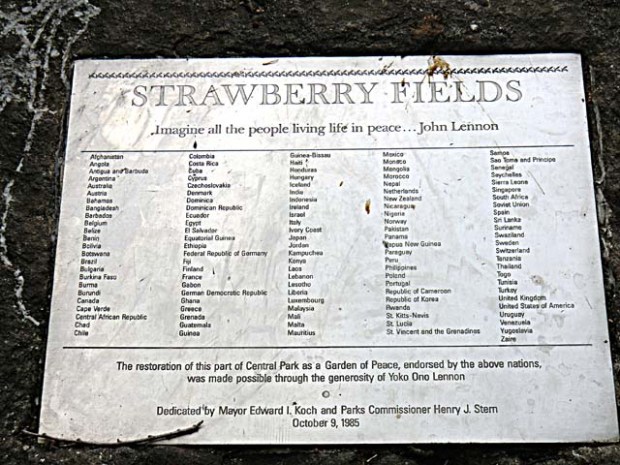 STRAWBERRY FIELDS
Imagine all the people living life in peace... John Lennon
Afghanistan
Angola
Antigua and Barbuda
Argentina
Australia
Austria
Bahamas
Bangladesh
Barbados
Belgium
Belize
Benin
Bolivia
Botswana
Brazil
Bulgaria
Burkina Faso
Burma
Burundi
Canada
Cape Verde
Central African Republic
Chad
Chile
Colombia
Costa Rica
Cuba
Cyprus
Czechoslovakia
Denmark
Dominica
Dominican Republic
Ecuador
Egypt
El Salvador
Equatorial Guinea
Ethiopia
Federal Republic of Germany
Fiji
Finland
France
Gabon
German Democratic Republic
Ghana
Greece
Grenada
Guatemala
Guinea
Guinea-Bissau
Haiti
Honduras
Hungary
Iceland
India
Indonesia
Ireland
Israel
Italy
Ivory Coast
Japan
Jordan
Kampuchea
Kenya
Laos
Lebanon
Lesotho
Liberia
Luxembourg
Malaysia
Mali
Malta
Mauritius
Mexico
Monaco
Mongolia
Morocco
Nepal
Netherlands
New Zealand
Nicaragua
Nigeria
Norway
Pakistan
Panama
Papua New Guinea
Paraguay
Peru
Philippines
Poland
Portugal
Republic of Cameroon
Republic of Korea
Rwanda
St. Kitts-Nevis
St. Lucia
St. Vincent and the Grenadines
Samoa
Sao Tome and Principe
Senegal
Seychelles
Sierra Leone
Singapore
South Africa
Soviet Union
Spain
Sri Lanka
Suriname
Swaziland
Sweden
Switzerland
Tanzania
Thailand
Togo
Tunisia
Turkey
United Kingdom
United States of America
Uruguay
Venezuela
Yugoslavia
Zaire
The restoration of this part of Central Park as a Garden of Peace, endorsed by the above nations,
was made possible through the generosity of Yoko Ono Lennon
Dedicated by Mayor Edward I. Koch and Parks Commissioner Henry J. Stern
October 9, 1985